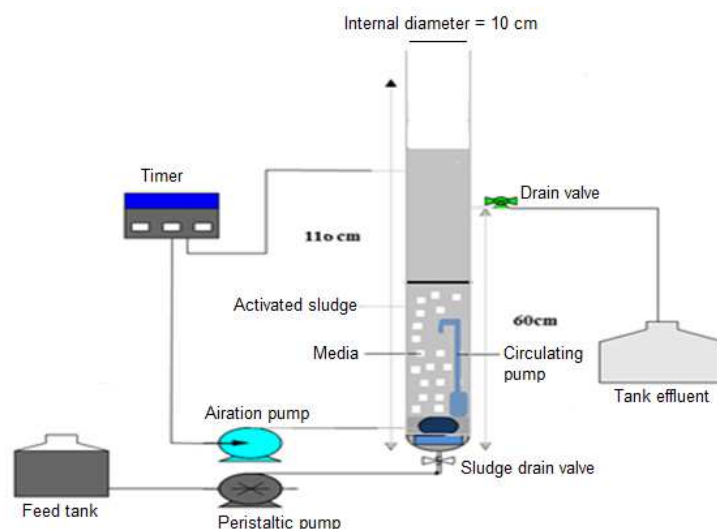 Internal diameter = 10 cm
Timer
Drain valve
11o cm
Activated sludge
60cm
Media
Circulating
pump
Tank effluent
Airation pump
Sludge drain valve
Feed tank
Peristaltic pump